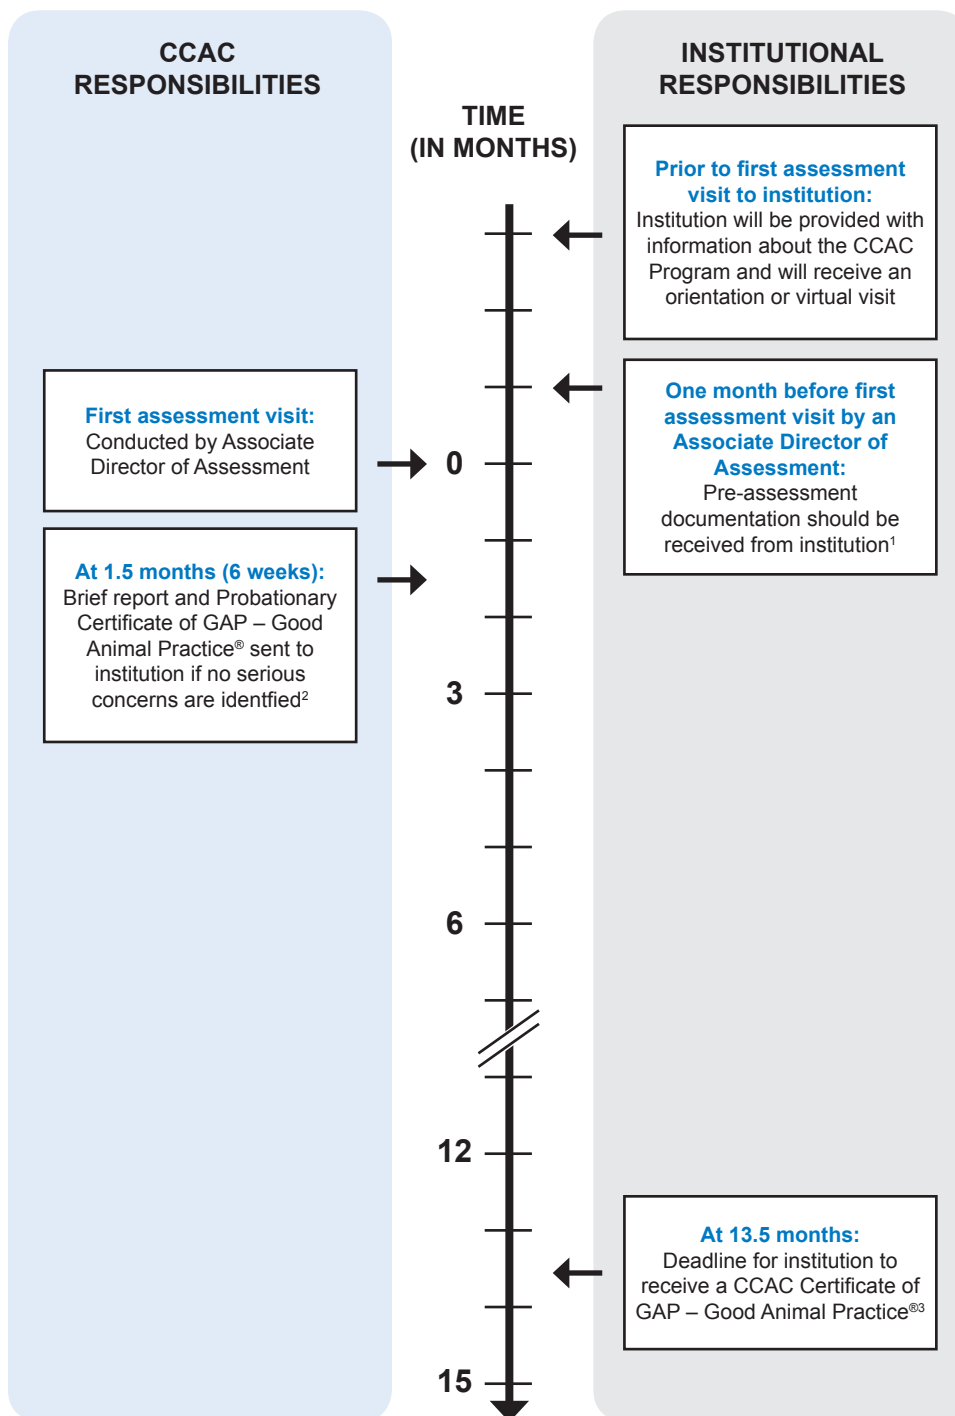 CCAC
RESPONSIBILITIES
INSTITUTIONAL
RESPONSIBILITIES
TIME
(IN MONTHS)
Prior to first assessment
visit to institution:
Institution will be provided with
information about the CCAC
Program and will receive an
orientation or virtual visit
First assessment visit:
Conducted by Associate
Director of Assessment
0
One month before first
assessment visit by an
Associate Director of
Assessment:
Pre-assessment
documentation should be
received from institution¹
At 1.5 months (6 weeks):
Brief report and Probationary
Certificate of GAP – Good
Animal Practice® sent to
institution if no serious
concerns are identfied²
3
6
12
At 13.5 months:
Deadline for institution to
receive a CCAC Certificate of
GAP – Good Animal Practice®³
15